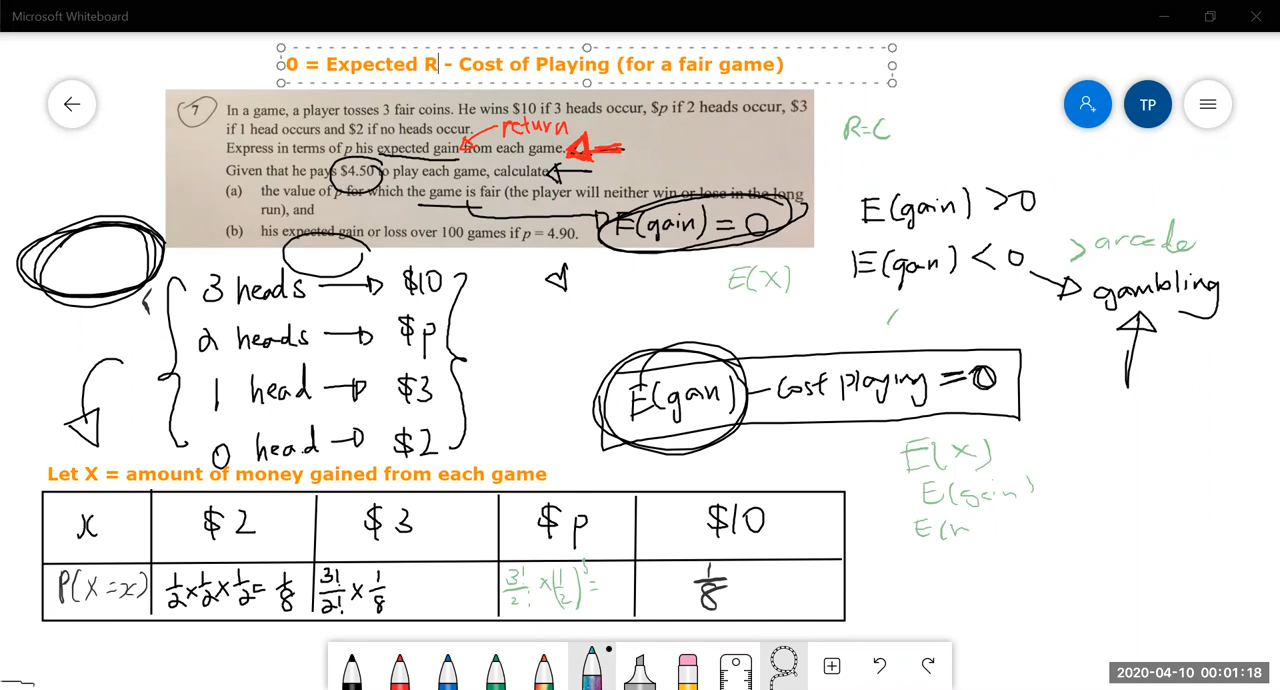 Microsoft Whiteboard
0 = Expected R - Cost of Playing (for a fair game)
TP
7 In a game, a player tosses 3 fair coins. He wins $10 if 3 heads occur, $p if 2 heads occur, $3
if 1 head occurs and $2 if no heads occur.
return
Express in terms of p his expected gain from each game.
Given that he pays $4.50 to play each game, calculate
(a) the value of p for which the game is fair (the player will neither win or lose in the long
run), and
E(gain) = 0
(b) his expected gain or loss over 100 games if p = 4.90.
R=C
E(gain) >0
E(gan) < 0
> arcade
gambling
E(X)
3 heads $10
2 heads $p
1 head $3
0 head $2
E(gan) - cost playing = 0
E(X)
E(gain)
E(r
Let X = amount of money gained from each game
x $2 $3 $p $10
P(X=x) 1/2 x 1/2 x 1/2 = 1/8 3!/2! x 1/8 3!/2! x (1/2)³ = 1/8
2020-04-10 00:01:18